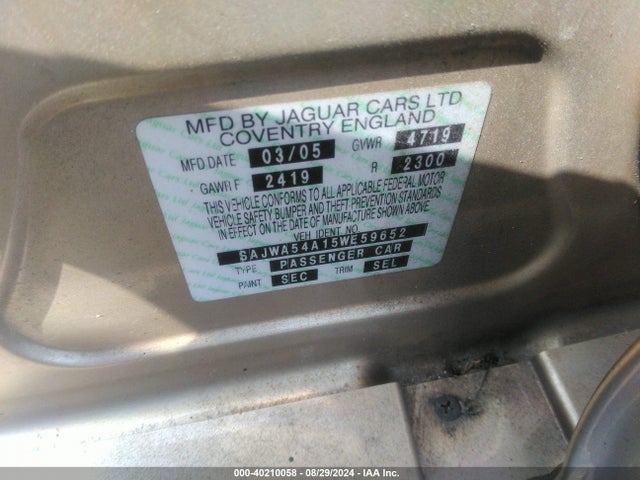 MFD BY JAGUAR CARS LTD
COVENTRY ENGLAND
MFD DATE 03/05 GVWR 4719
GAWR F 2419 R 2300
THIS VEHICLE CONFORMS TO ALL APPLICABLE FEDERAL MOTOR
VEHICLE SAFETY BUMPER AND THEFT PREVENTION STANDARDS
IN EFFECT ON THE DATE OF MANUFACTURE SHOWN ABOVE.
VEH. IDENT. NO.
SAJWA54A15WE59652
TYPE PASSENGER CAR
PAINT SEC TRIM SEL
000-40210058 - 08/29/2024 - IAA Inc.